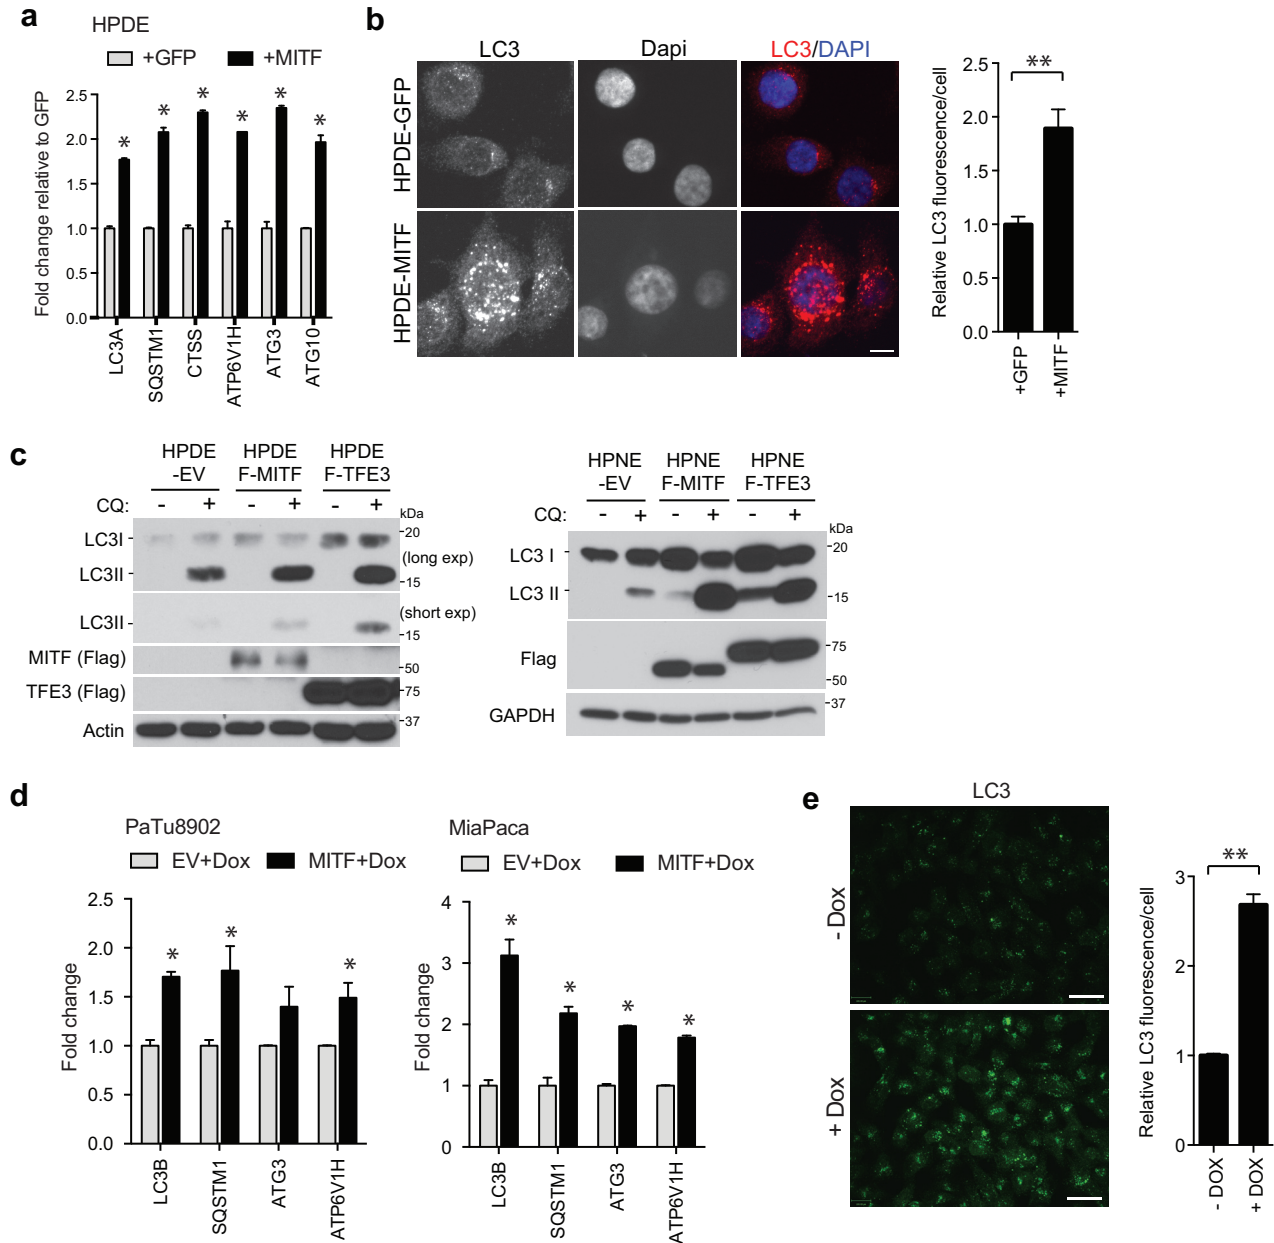 a
HPDE
+GFP
+MITF
Fold change relative to GFP
2.5
2.0
1.5
1.0
0.5
0.0
*
*
*
*
*
*
LC3A
SQSTM1
CTSS
ATP6V1H
ATG3
ATG10
b
LC3
Dapi
LC3/DAPI
HPDE-GFP
HPDE-MITF
Relative LC3 fluorescence/cell
2.5
2.0
1.5
1.0
0.5
0.0
**
+GFP
+MITF
c
HPDE
-EV
HPDE
F-MITF
HPDE
F-TFE3
CQ: - + - + - +
kDa
LC3I
-20
(long exp)
LC3II
-15
(short exp)
LC3II-
-15
MITF (Flag)
-50
TFE3 (Flag)
-75
-37
Actin
HPNE
-EV
HPNE
F-MITF
HPNE
F-TFE3
CQ: - + - + - +
kDa
LC3 I -
-20
LC3 II -
-15
-75
Flag
-50
-37
GAPDH
d
PaTu8902
EV+Dox
MITF+Dox
Fold change
2.5
2.0
1.5
1.0
0.5
0.0
*
*
*
LC3B
SQSTM1
ATG3
ATP6V1H
MiaPaca
EV+Dox
MITF+Dox
Fold change
4
3
2
1
0
*
*
*
*
LC3B
SQSTM1
ATG3
ATP6V1H
e
LC3
- Dox
+ Dox
Relative LC3 fluorescence/cell
3
2
1
0
**
- DOX
+ DOX